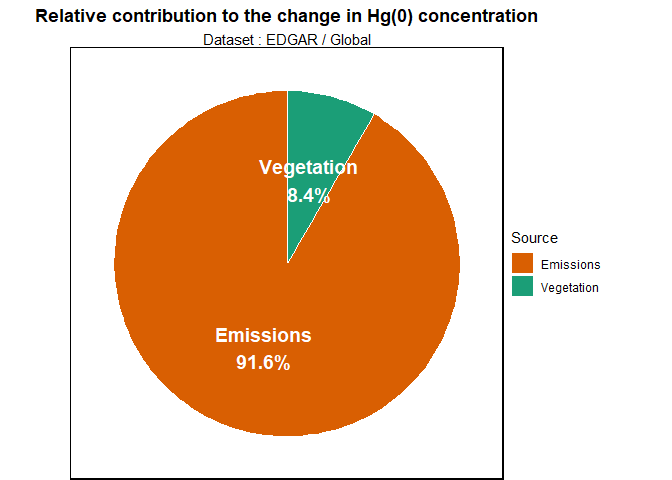 Relative contribution to the change in Hg(0) concentration
Dataset : EDGAR / Global
Vegetation
8.4%
Emissions
91.6%
Source
Emissions
Vegetation